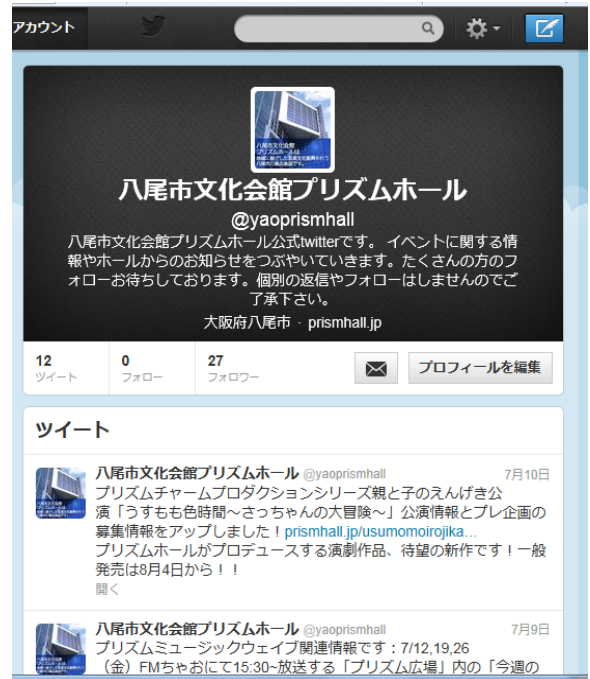 アカウント
八尾市文化会館
プリズムホールは
八尾市文化会館プリズムホール
@yaoprismhall
八尾市文化会館プリズムホール公式twitterです。イベントに関する情
報やホールからのお知らせをつぶやいていきます。たくさんの方のフ
ォローお待ちしております。個別の返信やフォローはしませんのでご
了承下さい。
大阪府八尾市 · prismhall.jp
12
ツイート
0
フォロー
27
フォロワー
プロフィールを編集
ツイート
八尾市文化会館プリズムホール @yaoprismhall 7月10日
プリズムチャームプロダクションシリーズ親と子のえんげき公
演「うすもも色時間～さっちゃんの大冒険～」公演情報とプレ企画の
募集情報をアップしました！prismhall.jp/usumomoirojika…
プリズムホールがプロデュースする演劇作品、待望の新作です！一般
発売は8月4日から！！
開く
八尾市文化会館プリズムホール @yaoprismhall 7月9日
プリズムミュージックウェイブ関連情報です：7/12,19,26
（金）FMちゃおにて15:30~放送する「プリズム広場」内の「今週の